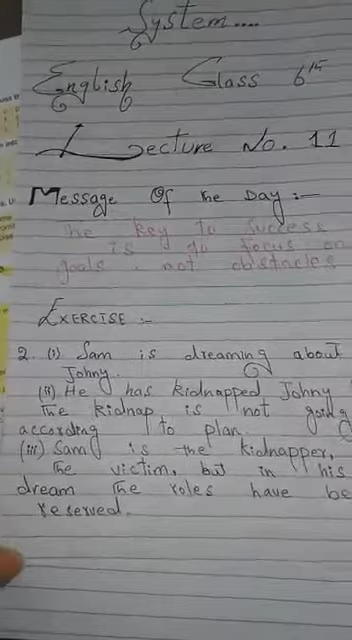 System....
English Class 6th
Lecture No. 11
Message Of the Day :-
The key to success
is to focus on
goals, not obstacles
EXERCISE :-
2. (i) Sam is dreaming about
Johny.
(ii) He has kidnapped Johny
The kidnap is not going
according to plan.
(iii) Sam is the kidnapper,
The victim, but in his
dream The roles have be
reserved.